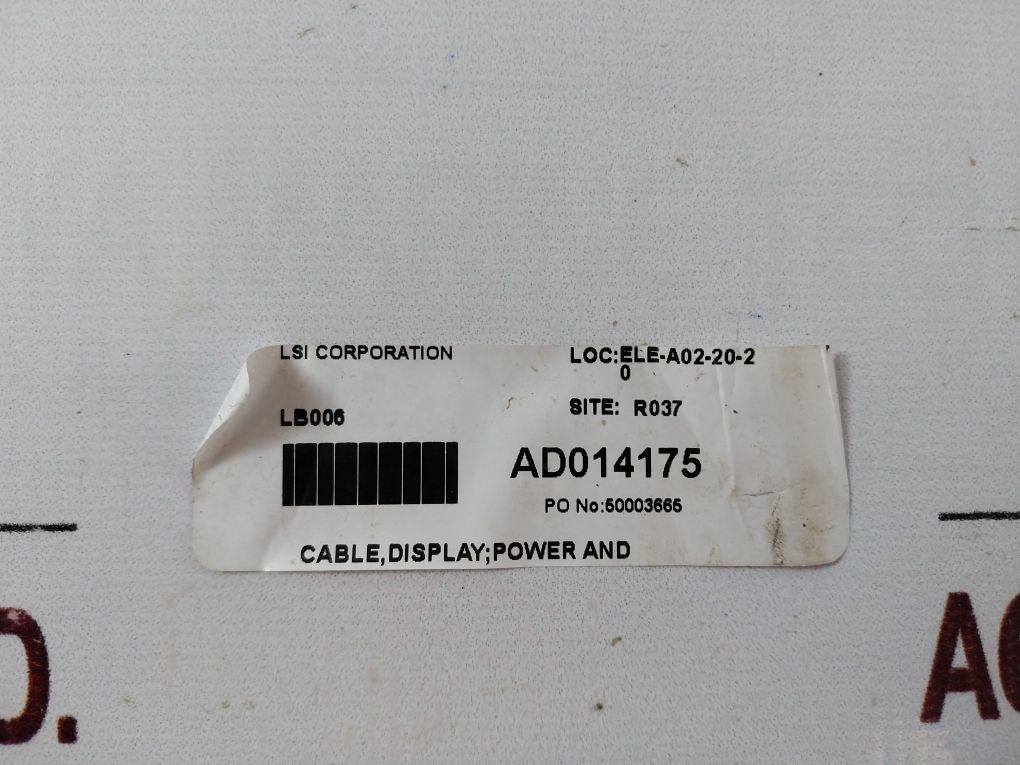 LSI CORPORATION
LOC:ELE-A02-20-2
0
SITE: R037
LB006
AD014175
PO No:50003665
CABLE,DISPLAY;POWER AND
D.
AC